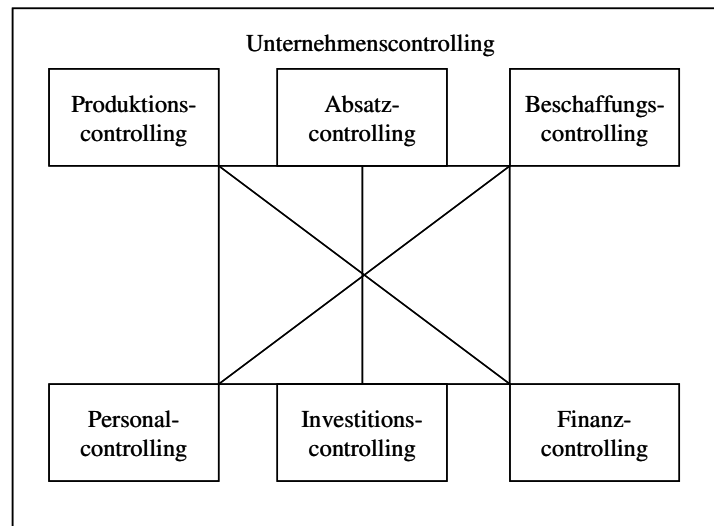 Unternehmenscontrolling
Produktions-
controlling
Absatz-
controlling
Beschaffungs-
controlling
Personal-
controlling
Investitions-
controlling
Finanz-
controlling